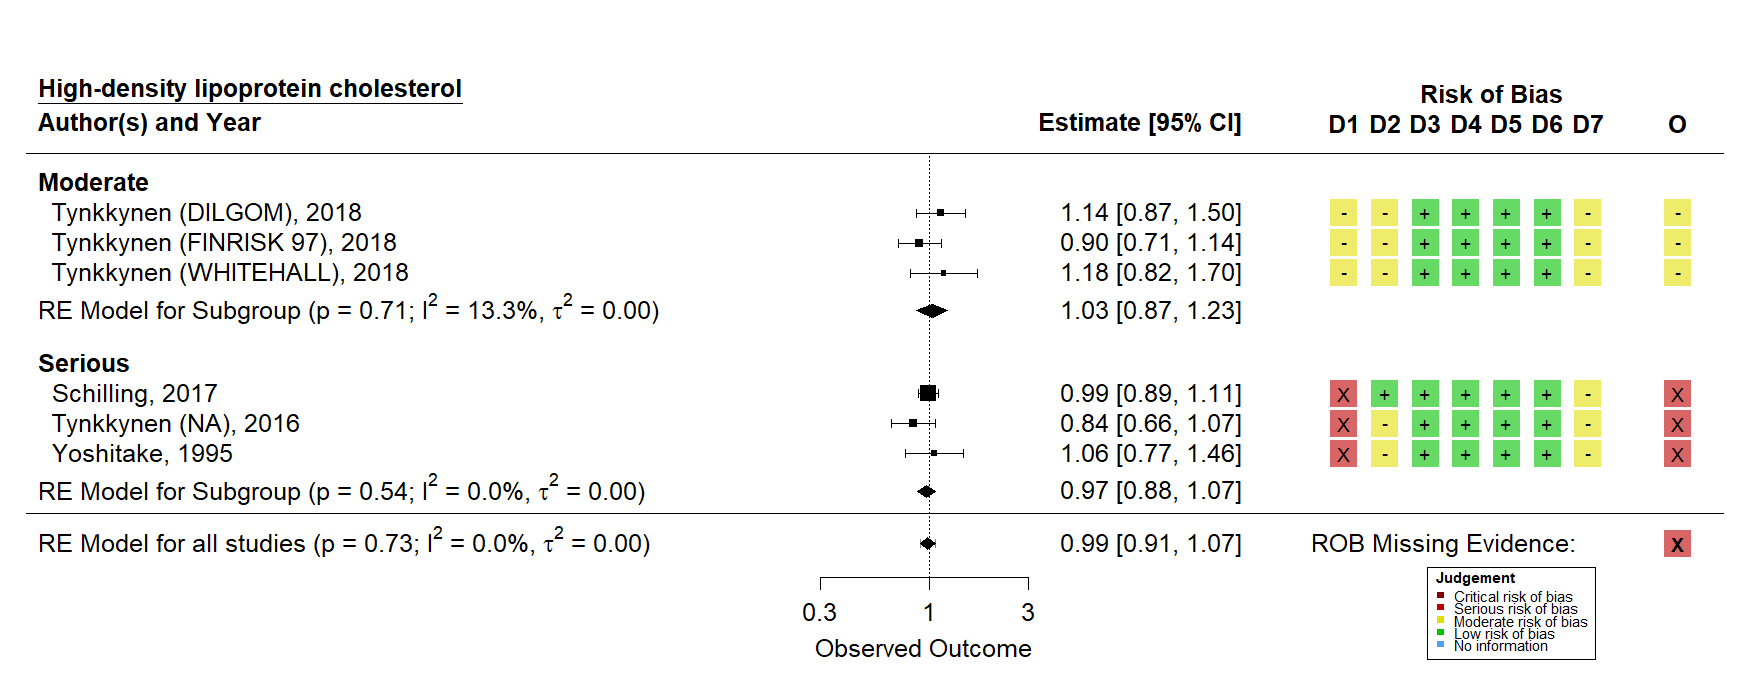 High-density lipoprotein cholesterol
Risk of Bias
Author(s) and Year Estimate [95% CI] D1 D2 D3 D4 D5 D6 D7 O
Moderate
Tynkkynen (DILGOM), 2018 1.14 [0.87, 1.50] - - + + + + - -
Tynkkynen (FINRISK 97), 2018 0.90 [0.71, 1.14] - - + + + + - -
Tynkkynen (WHITEHALL), 2018 1.18 [0.82, 1.70] - - + + + + - -
RE Model for Subgroup (p = 0.71; I² = 13.3%, τ² = 0.00) 1.03 [0.87, 1.23]
Serious
Schilling, 2017 0.99 [0.89, 1.11] X + + + + + - X
Tynkkynen (NA), 2016 0.84 [0.66, 1.07] X - + + + + - X
Yoshitake, 1995 1.06 [0.77, 1.46] X - + + + + - X
RE Model for Subgroup (p = 0.54; I² = 0.0%, τ² = 0.00) 0.97 [0.88, 1.07]
RE Model for all studies (p = 0.73; I² = 0.0%, τ² = 0.00) 0.99 [0.91, 1.07] ROB Missing Evidence: X
0.3 1 3
Observed Outcome
Judgement
Critical risk of bias
Serious risk of bias
Moderate risk of bias
Low risk of bias
No information